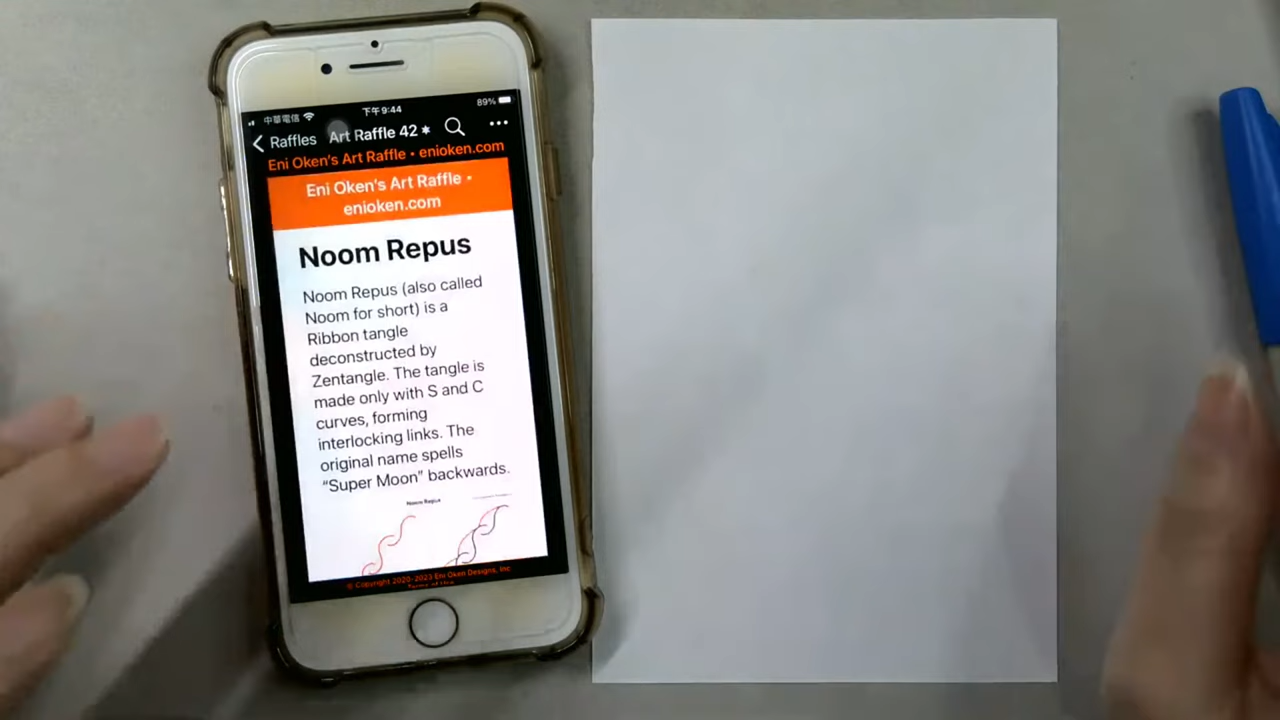 中華電信 下午9:44 89%
Raffles Art Raffle 42 ✶
Eni Oken's Art Raffle • enioken.com
Eni Oken's Art Raffle •
enioken.com
Noom Repus
Noom Repus (also called
Noom for short) is a
Ribbon tangle
deconstructed by
Zentangle. The tangle is
made only with S and C
curves, forming
interlocking links. The
original name spells
“Super Moon” backwards.
Noom Repus
© Copyright 2020-2023 Eni Oken Designs, Inc
Terms of Use